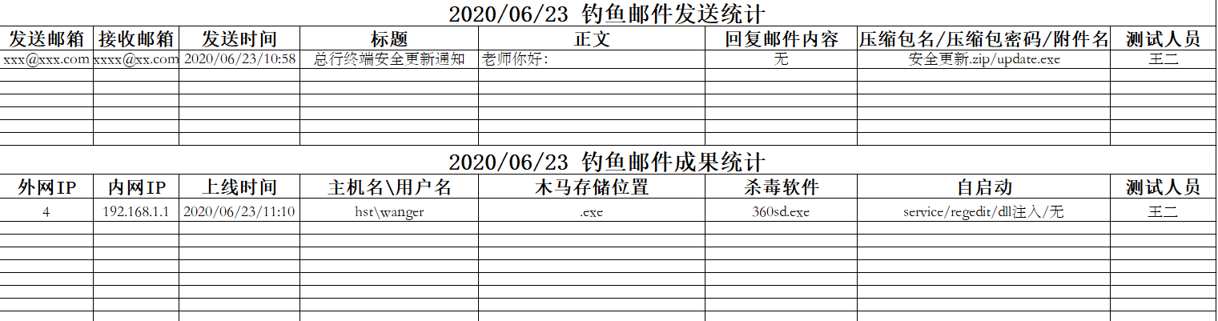 2020/06/23 钓鱼邮件发送统计
发送邮箱 接收邮箱 发送时间 标题 正文 回复邮件内容 压缩包名/压缩包密码/附件名 测试人员
xxx@xxx.com xxxx@xx.com 2020/06/23/10:58 总行终端安全更新通知 老师你好: 无 安全更新.zip/update.exe 王二
2020/06/23 钓鱼邮件成果统计
外网IP 内网IP 上线时间 主机名\用户名 木马存储位置 杀毒软件 自启动 测试人员
4 192.168.1.1 2020/06/23/11:10 hst\wanger .exe 360sd.exe service/regedit/dll注入/无 王二